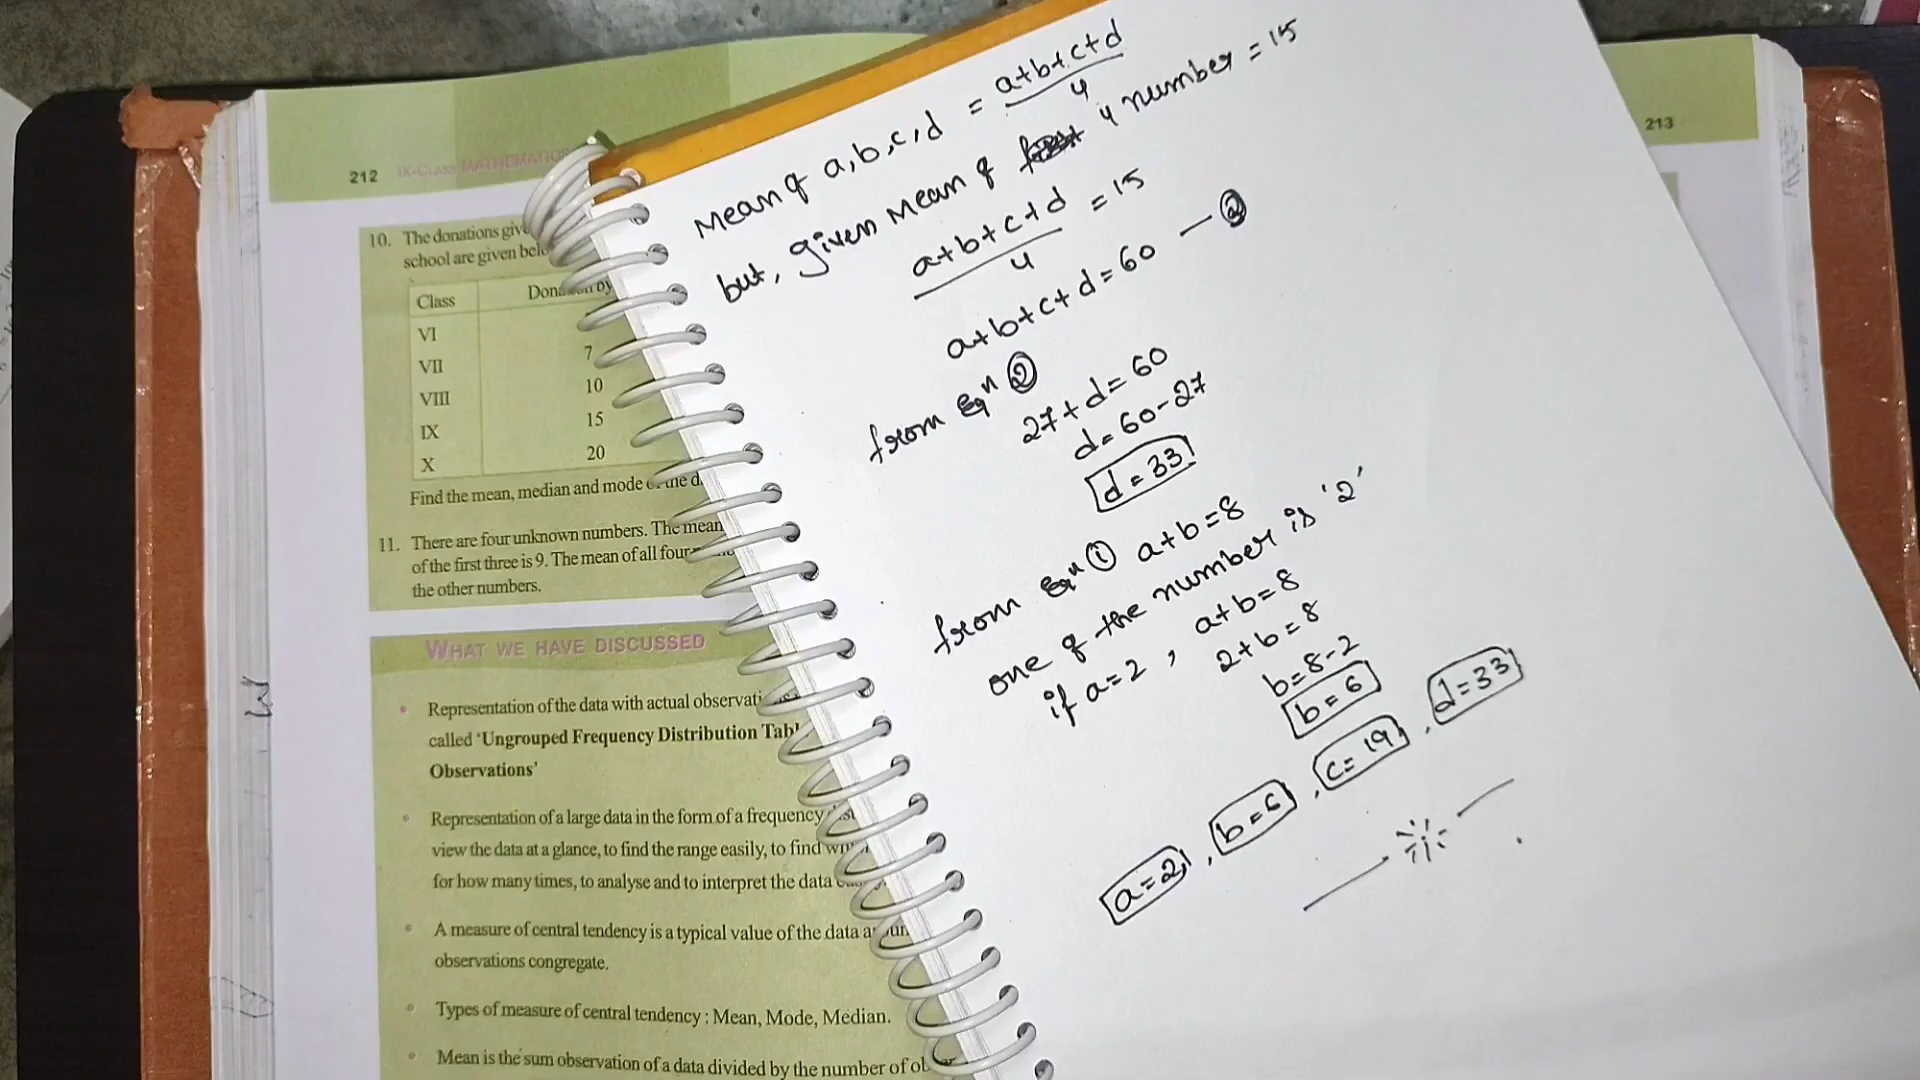 212 IX-CLASS MATHEMATIC
10. The donations
school are given
Class
VI
VII 7
VIII 10
IX 15
X 20
Find the mean, median and mode
11. There are four unknown numbers. The mean
of the first three is 9. The mean of all four
the other numbers.
WHAT WE HAVE DISCUSSED
• Representation of the data with actual
called 'Ungrouped Frequency Distribution
Observations'
• Representation of a large data in the form of a frequency
view the data at a glance, to find the range easily, to find
for how many times, to analyse and to interpret the data
• A measure of central tendency is a typical value of the data
observations congregate.
• Types of measure of central tendency : Mean, Mode, Median.
• Mean is the sum observation of a data divided by the number of
Mean of a,b,c,d = a+b+c+d
4
but, given Mean of 4 number = 15
a+b+c+d = 15
4
a+b+c+d = 60 — ②
from Eqⁿ ②
27+d = 60
d = 60-27
d = 33
from Eqⁿ ① a+b = 8
one of the number is '2'
if a=2, a+b=8
2+b=8
b=8-2
b=6
a=2, b=6, c=19, d=33
213